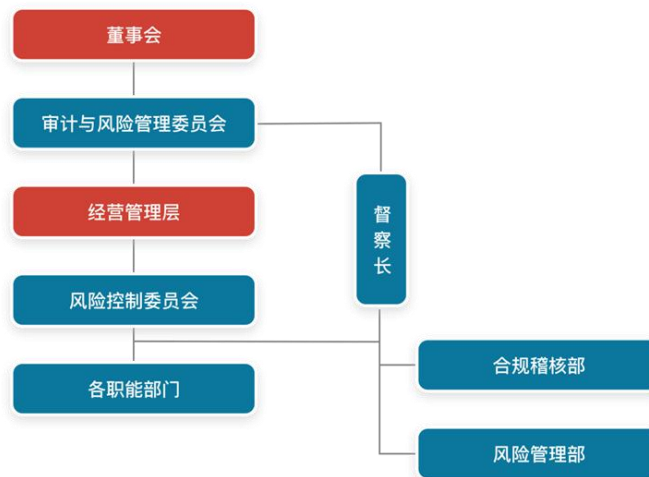 董事会
审计与风险管理委员会
经营管理层
督察长
风险控制委员会
合规稽核部
各职能部门
风险管理部